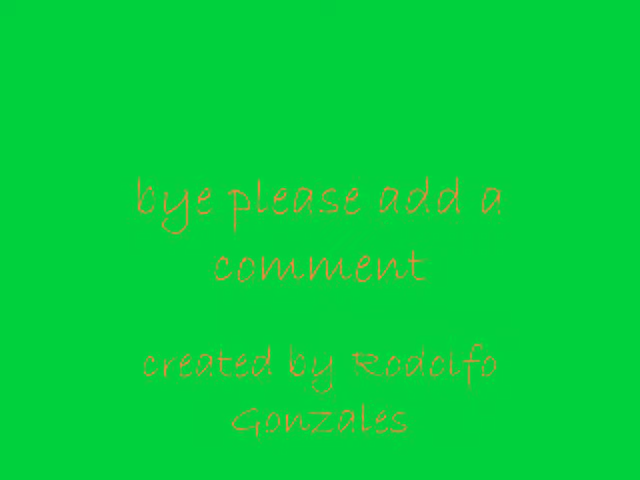 bye please add a
comment
created by Rodolfo
Gonzales